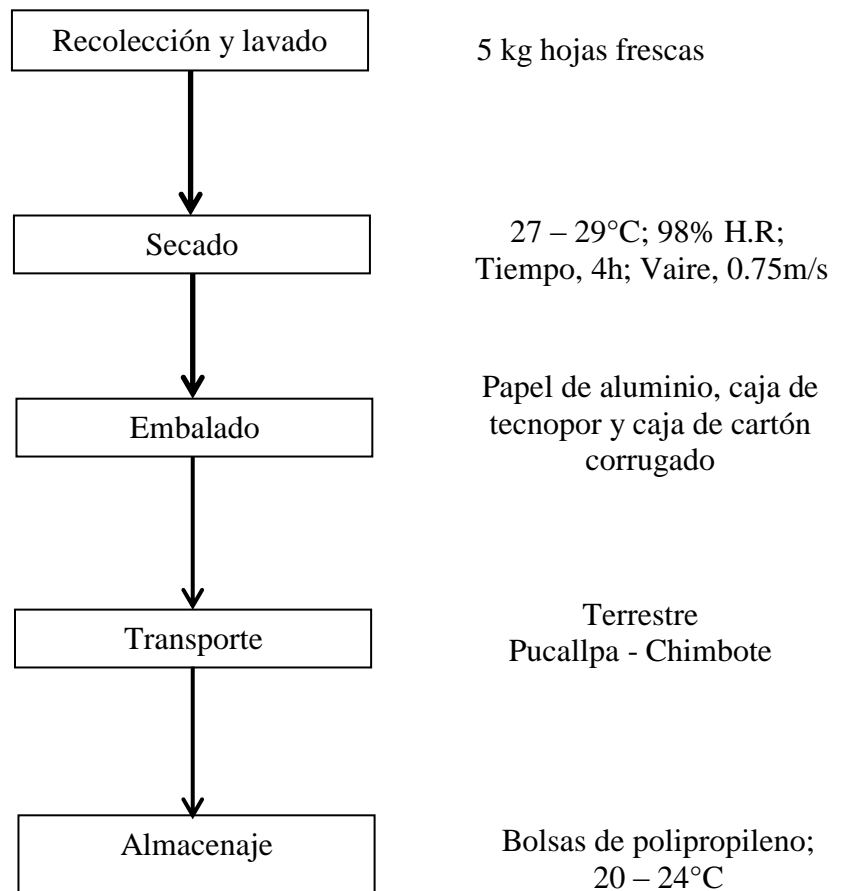 Recolección y lavado
5 kg hojas frescas
Secado
27 – 29°C; 98% H.R;
Tiempo, 4h; Vaire, 0.75m/s
Embalado
Papel de aluminio, caja de
tecnopor y caja de cartón
corrugado
Transporte
Terrestre
Pucallpa - Chimbote
Almacenaje
Bolsas de polipropileno;
20 – 24°C